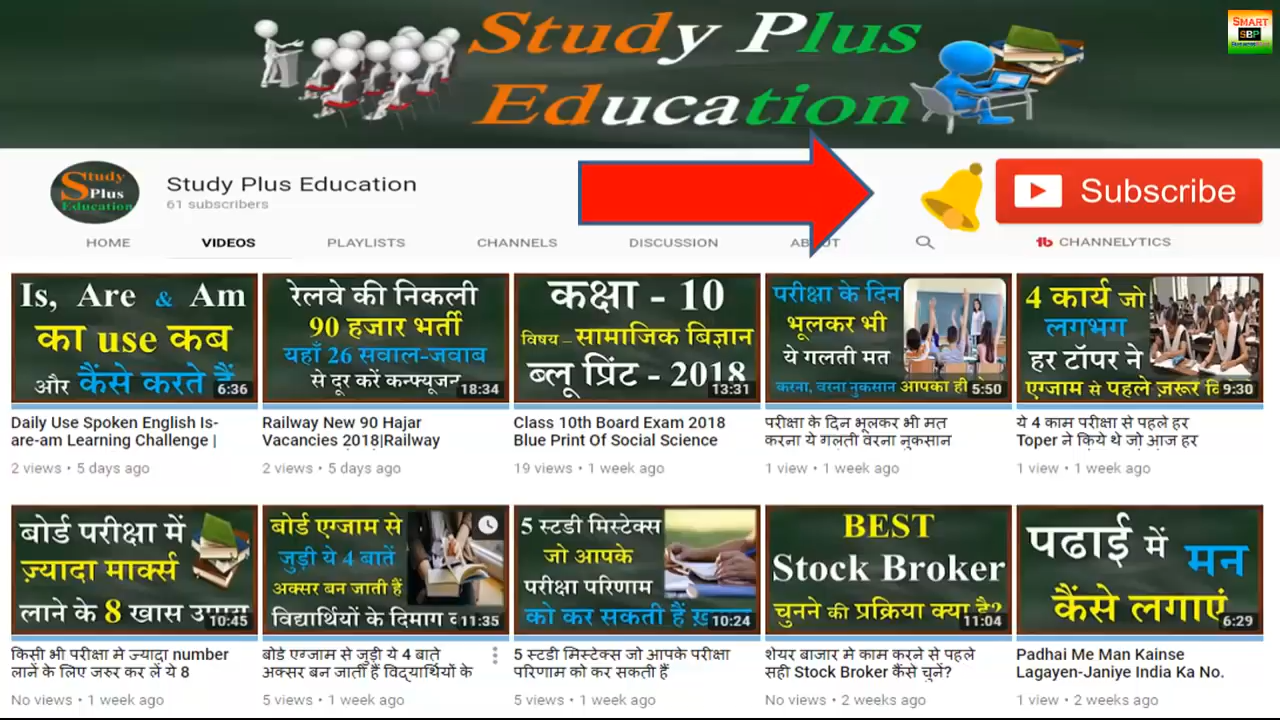 Study Plus
Education
SMART
SBP
Study
Plus
Education
Study Plus Education
61 subscribers
Subscribe
HOME VIDEOS PLAYLISTS CHANNELS DISCUSSION ABOUT CHANNELYTICS
Is, Are & Am
का use कब
और कैंसे करते हैं
6:36
रेलवे की निकली
90 हजार भर्ती
यहाँ 26 सवाल-जवाब
से दूर करें कन्फ्यूजन
18:34
कक्षा - 10
विषय – सामाजिक बिज्ञान
ब्लू प्रिंट - 2018
13:31
परीक्षा के दिन
भूलकर भी
ये गलती मत
करना, वरना नुकसान आपका ही
5:50
4 कार्य जो
लगभग
हर टॉपर ने
एग्जाम से पहले ज़रूर
9:30
Daily Use Spoken English Is-
are-am Learning Challenge |
2 views • 5 days ago
Railway New 90 Hajar
Vacancies 2018|Railway
2 views • 5 days ago
Class 10th Board Exam 2018
Blue Print Of Social Science
19 views • 1 week ago
परीक्षा के दिन भूलकर भी मत
करना ये गलती वरना नुकसान
1 view • 1 week ago
ये 4 काम परीक्षा से पहले हर
Toper ने किये थे जो आज हर
1 view • 1 week ago
बोर्ड परीक्षा में
ज़्यादा मार्क्स
लाने के 8 खास
10:45
बोर्ड एग्जाम से
जुड़ी ये 4 बातें
अक्सर बन जाती हैं
विद्यार्थियों के दिमाग
11:35
5 स्टडी मिस्टेक्स
जो आपके
परीक्षा परिणाम
को कर सकती हैं
10:24
BEST
Stock Broker
चुनने की प्रक्रिया क्या है?
11:04
पढाई में मन
कैंसे लगाएं
6:29
किसी भी परीक्षा मे ज्यादा number
लानें के लिए जरुर कर लें ये 8
No views • 1 week ago
बोर्ड एग्जाम से जुड़ी ये 4 बातें
अक्सर बन जाती हैं विद्यार्थियों के
5 views • 1 week ago
5 स्टडी मिस्टेक्स जो आपके परीक्षा
परिणाम को कर सकती हैं
5 views • 1 week ago
शेयर बाजार मे काम करने से पहले
सही Stock Broker कैंसे चुनें?
No views • 2 weeks ago
Padhai Me Man Kainse
Lagayen-Janiye India Ka No.
1 view • 2 weeks ago